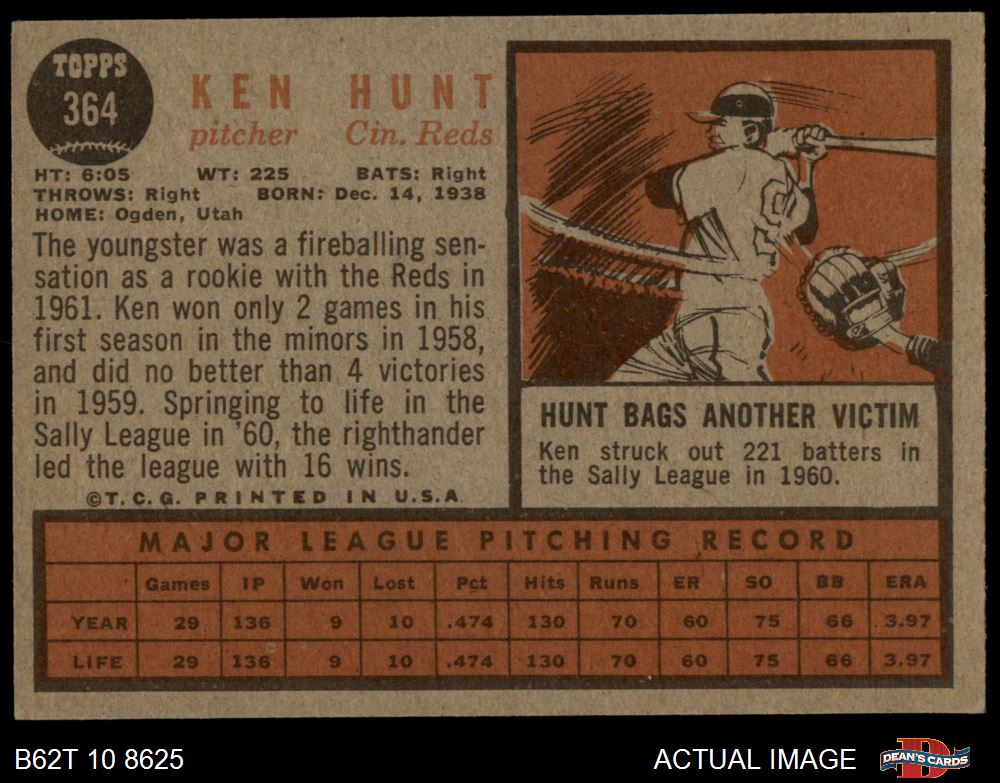 TOPPS
364
KEN HUNT
pitcher Cin. Reds
HT: 6:05 WT: 225 BATS: Right
THROWS: Right BORN: Dec. 14, 1938
HOME: Ogden, Utah
The youngster was a fireballing sen-
sation as a rookie with the Reds in
1961. Ken won only 2 games in his
first season in the minors in 1958,
and did no better than 4 victories
in 1959. Springing to life in the
Sally League in '60, the righthander
led the league with 16 wins.
©T.C.G. PRINTED IN U.S.A.
HUNT BAGS ANOTHER VICTIM
Ken struck out 221 batters in
the Sally League in 1960.
MAJOR LEAGUE PITCHING RECORD
Games IP Won Lost Pct Hits Runs ER SO BB ERA
YEAR 29 136 9 10 .474 130 70 60 75 66 3.97
LIFE 29 136 9 10 .474 130 70 60 75 66 3.97
B62T 10 8625
ACTUAL IMAGE
DEAN'S CARDS